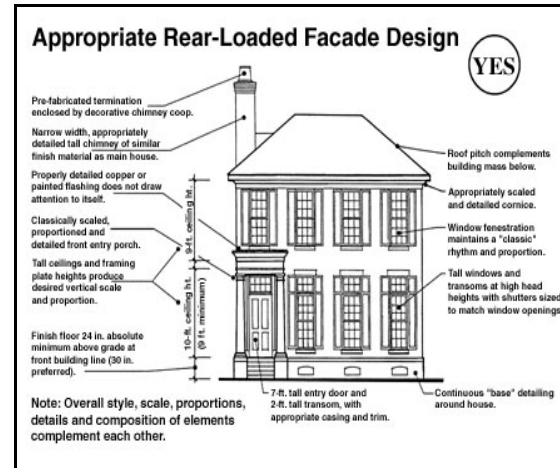 Appropriate Rear-Loaded Facade Design
YES
Pre-fabricated termination
enclosed by decorative chimney coop.
Narrow width, appropriately
detailed tall chimney of similar
finish material as main house.
Properly detailed copper or
painted flashing does not draw
attention to itself.
Classically scaled,
proportioned and
detailed front entry porch.
Tall ceilings and framing
plate heights produce
desired vertical scale
and proportion.
Finish floor 24 in. absolute
minimum above grade at
front building line (30 in.
preferred).
9-ft. ceiling ht.
10-ft. ceiling ht.
(9 ft. minimum)
Roof pitch complements
building mass below.
Appropriately scaled
and detailed cornice.
Window fenestration
maintains a "classic"
rhythm and proportion.
Tall windows and
transoms at high head
heights with shutters sized
to match window openings.
Continuous "base" detailing
around house.
7-ft. tall entry door and
2-ft. tall transom, with
appropriate casing and trim.
Note: Overall style, scale, proportions,
details and composition of elements
complement each other.